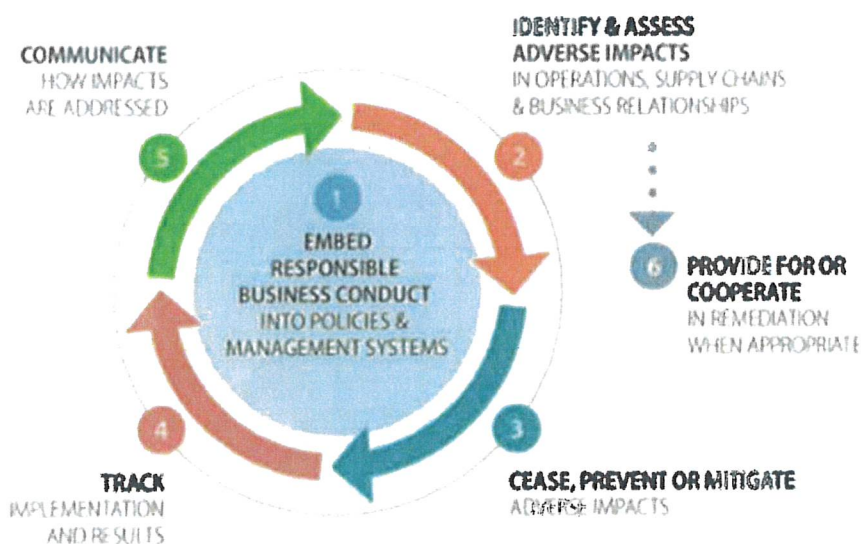 COMMUNICATE
HOW IMPACTS
ARE ADDRESSED
5
IDENTIFY & ASSESS
ADVERSE IMPACTS
IN OPERATIONS, SUPPLY CHAINS
& BUSINESS RELATIONSHIPS
2
1
EMBED
RESPONSIBLE
BUSINESS CONDUCT
INTO POLICIES &
MANAGEMENT SYSTEMS
6
PROVIDE FOR OR
COOPERATE
IN REMEDIATION
WHEN APPROPRIATE
4
TRACK
IMPLEMENTATION
AND RESULTS
3
CEASE, PREVENT OR MITIGATE
ADVERSE IMPACTS